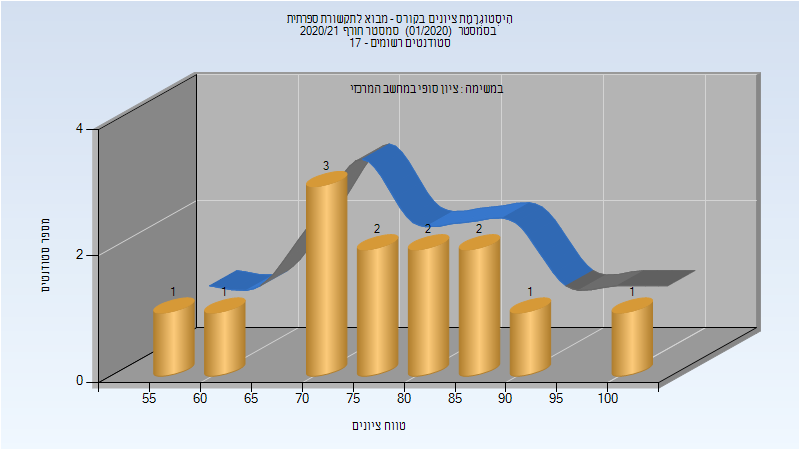 היסטוגרמת ציונים בקורס - מבוא לתקשורת ספרתית
בסמסטר (01/2020) סמסטר חורף 2020/21
סטודנטים רשומים - 17
במשימה : ציון סופי במחשב המרכזי
מספר סטודנטים
4
2
0
1
1
3
2
2
2
1
1
55 60 65 70 75 80 85 90 95 100
טווח ציונים